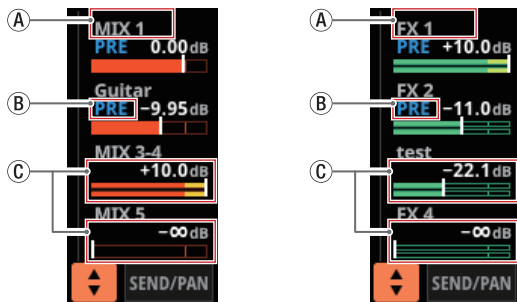 Ⓐ MIX 1
PRE 0.00dB
Guitar
Ⓑ PRE −9.95dB
MIX 3-4
Ⓒ +10.0dB
MIX 5
−∞dB
SEND/PAN
Ⓐ FX 1
PRE +10.0dB
FX 2
Ⓑ PRE −11.0dB
test
Ⓒ −22.1dB
FX 4
−∞dB
SEND/PAN